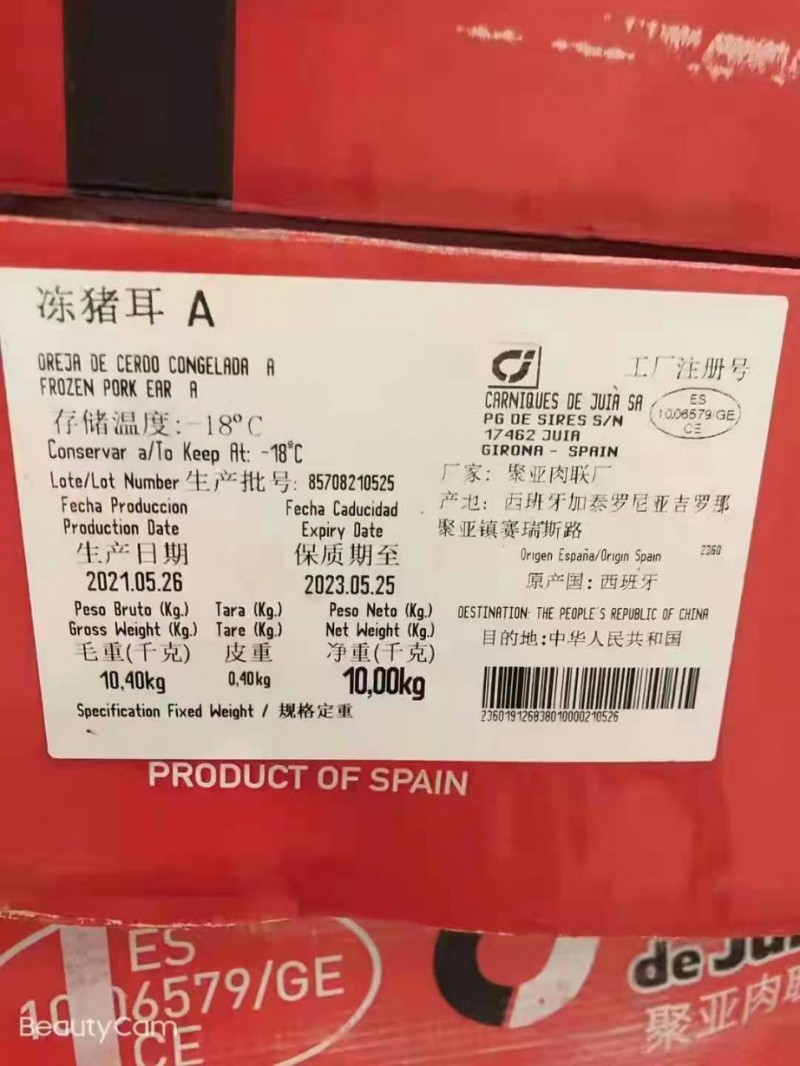 冻猪耳 A
OREJA DE CERDO CONGELADA A
FROZEN PORK EAR A
存储温度:-18℃
Conservar a/To Keep At: -18℃
Lote/Lot Number 生产批号: 85708210525
Fecha Produccion Fecha Caducidad
Production Date Expiry Date
生产日期 保质期至
2021.05.26 2023.05.25
Peso Bruto (Kg.) Tara (Kg.) Peso Neto (Kg.)
Gross Weight (Kg.) Tare (Kg.) Net Weight (Kg.)
毛重(千克) 皮重 净重(千克)
10,40kg 0,40kg 10,00kg
Specification Fixed Weight / 规格定重
工厂注册号
CARNIQUES DE JUIÀ SA
PG DE SIRES S/N
17462 JUIA
GIRONA - SPAIN
ES
10.06579/GE
CE
厂家: 聚亚肉联厂
产地: 西班牙加泰罗尼亚吉罗那
聚亚镇赛瑞斯路
Origen España/Origin Spain 2360
原产国:西班牙
DESTINATION: THE PEOPLE'S REPUBLIC OF CHINA
目的地:中华人民共和国
236019126838010000210526
PRODUCT OF SPAIN
ES
10.06579/GE
CE
de Jui
聚亚肉联
BeautyCam